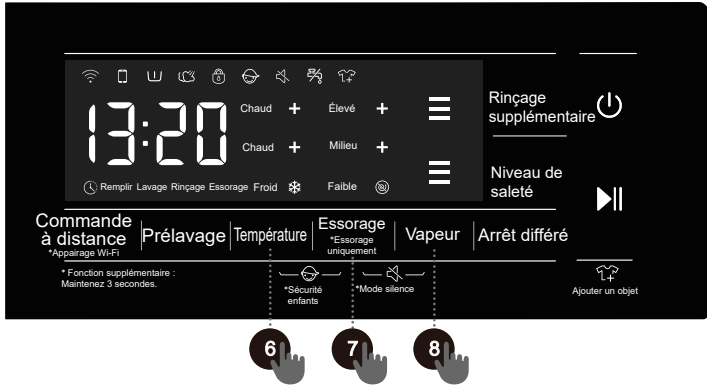 13:20
Chaud + Élevé +
Chaud + Milieu +
Remplir Lavage Rinçage Essorage Froid Faible
Rinçage
supplémentaire
Niveau de
saleté
Commande
à distance
*Appairage Wi-Fi
Prélavage
Température
Essorage
*Essorage
uniquement
Vapeur
Arrêt différé
* Fonction supplémentaire :
Maintenez 3 secondes.
*Sécurité
enfants
*Mode silence
Ajouter un objet
6
7
8